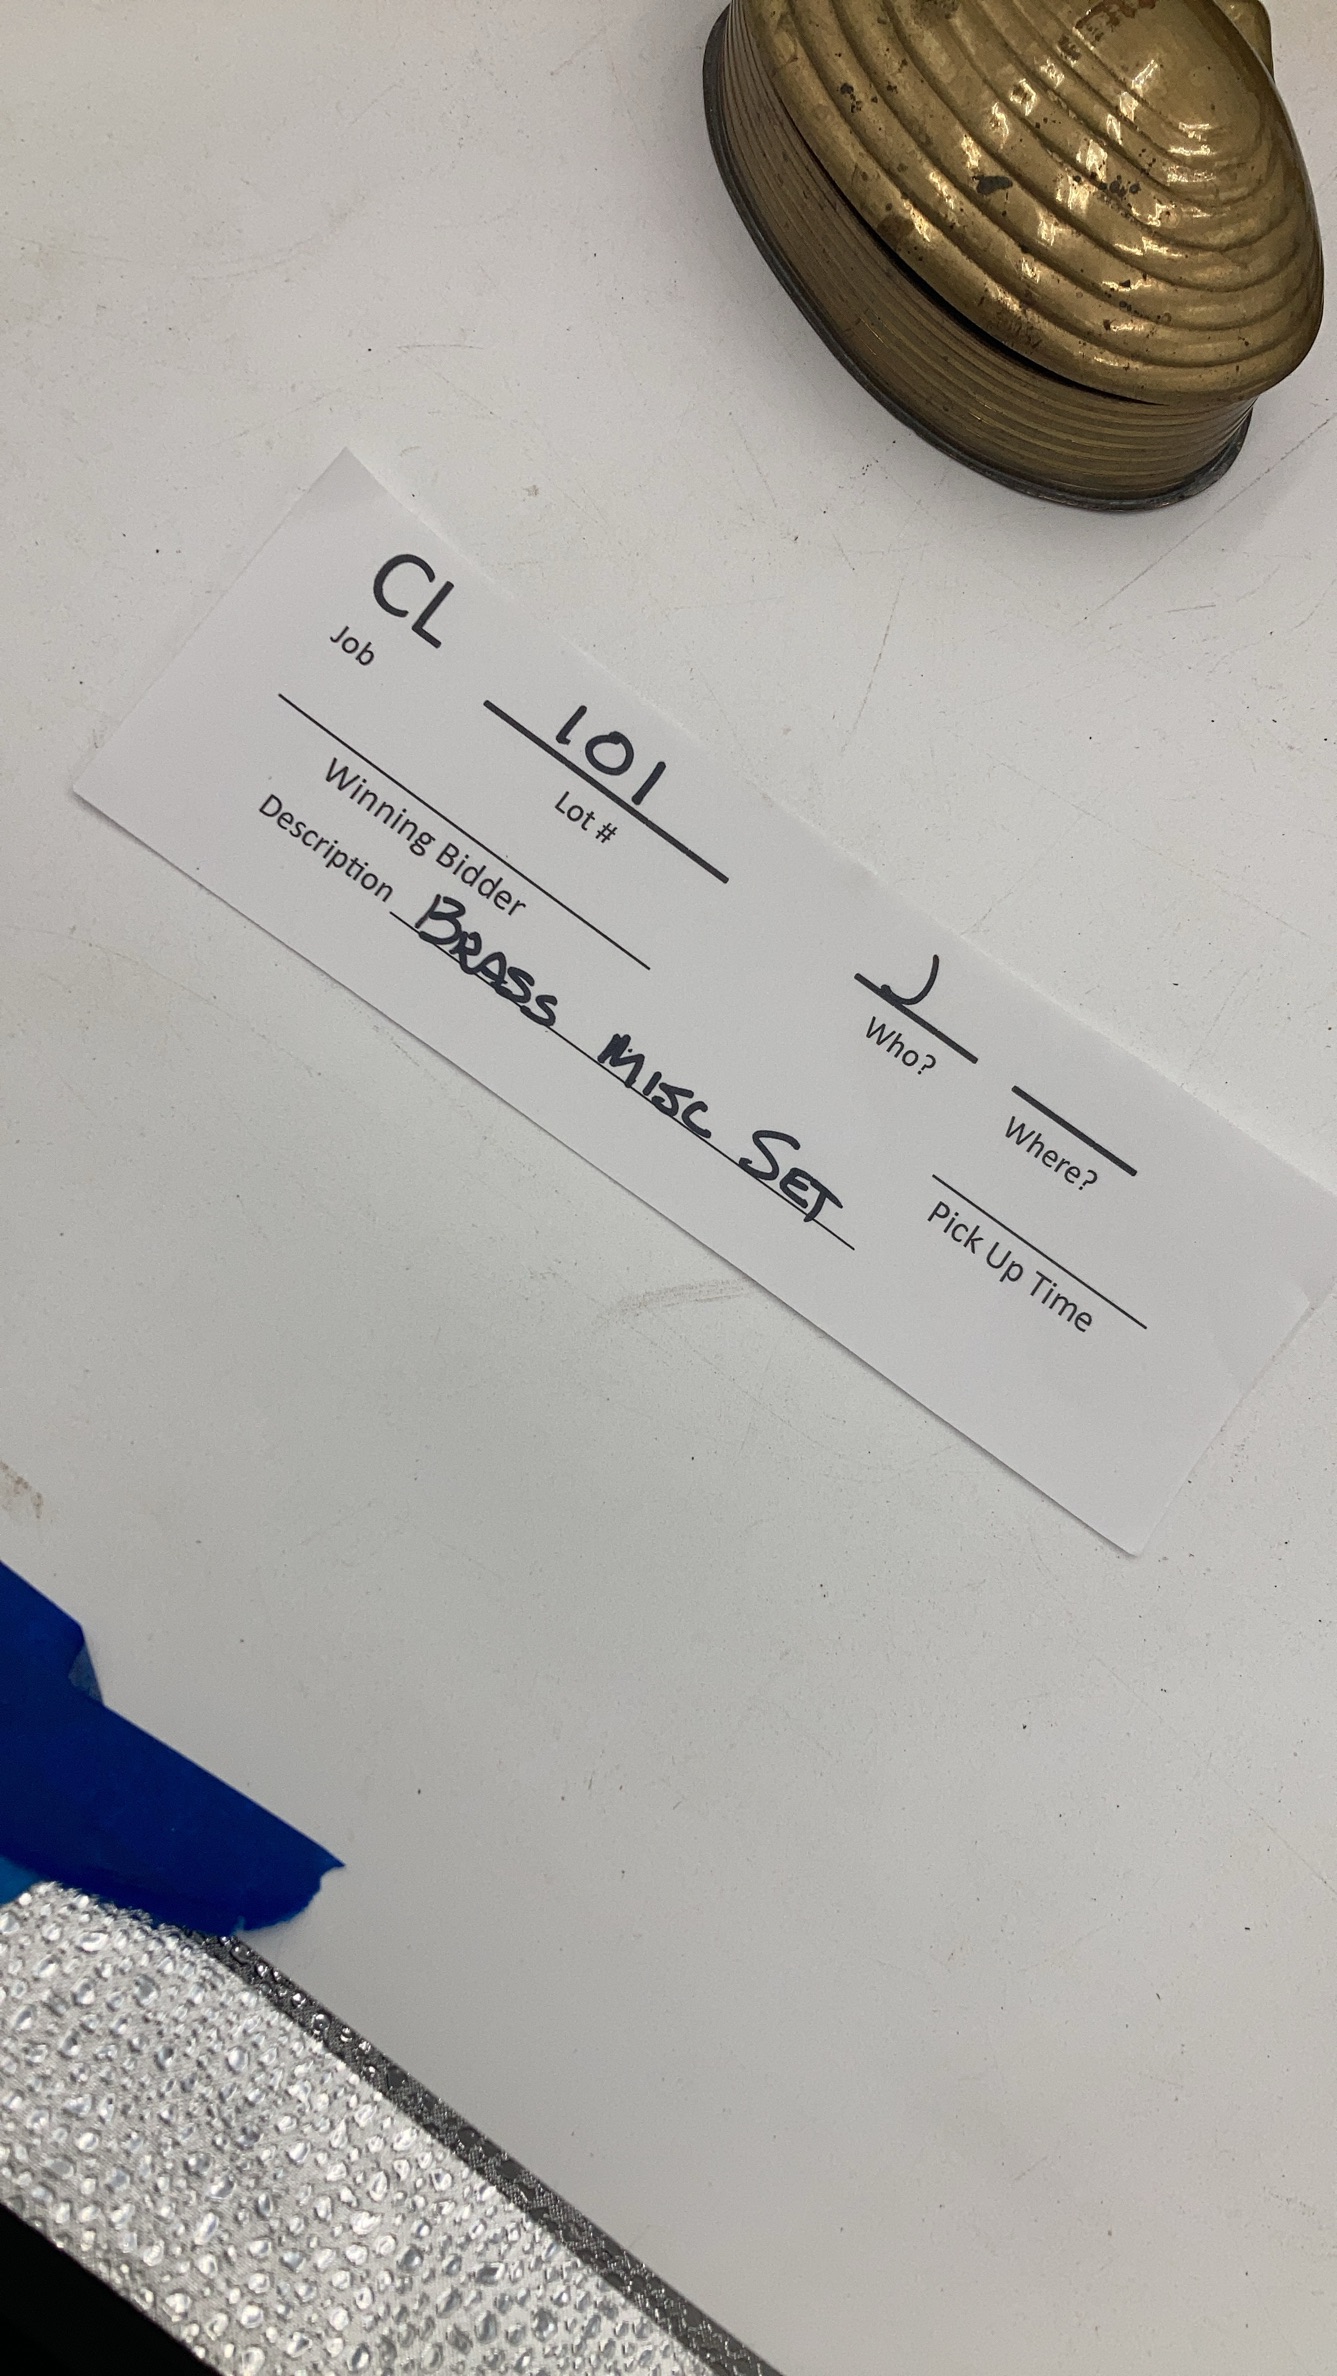 CL
Job
101
Lot #
J
Who?
Where?
Winning Bidder
Pick Up Time
Description BRASS MISC SET